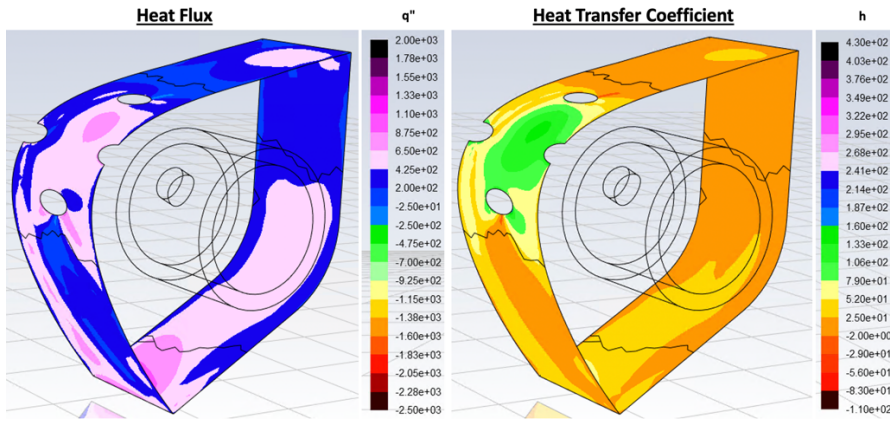 Heat Flux
q"
2.00e+03
1.78e+03
1.55e+03
1.33e+03
1.10e+03
8.75e+02
6.50e+02
4.25e+02
2.00e+02
-2.50e+01
-2.50e+02
-4.75e+02
-7.00e+02
-9.25e+02
-1.15e+03
-1.38e+03
-1.60e+03
-1.83e+03
-2.05e+03
-2.28e+03
-2.50e+03
Heat Transfer Coefficient
h
4.30e+02
4.03e+02
3.76e+02
3.49e+02
3.22e+02
2.95e+02
2.68e+02
2.41e+02
2.14e+02
1.87e+02
1.60e+02
1.33e+02
1.06e+02
7.90e+01
5.20e+01
2.50e+01
-2.00e+00
-2.90e+01
-5.60e+01
-8.30e+01
-1.10e+02